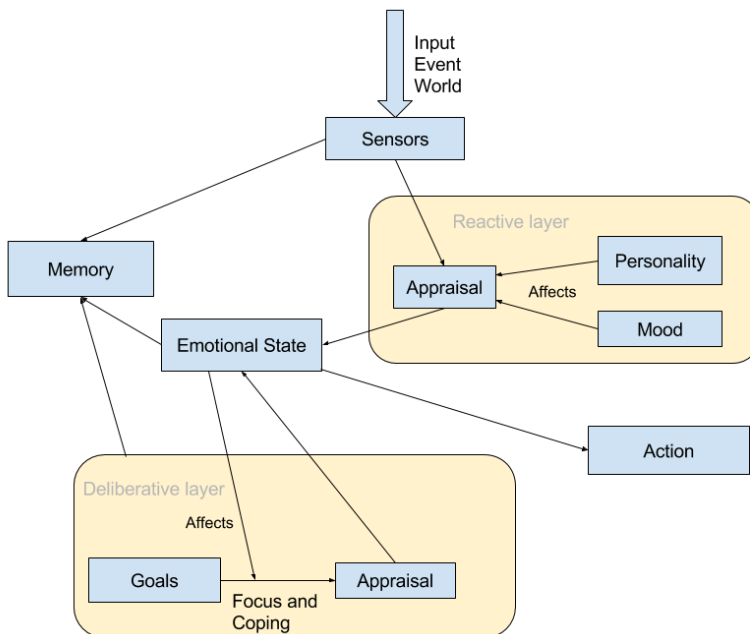 Input
Event
World
Sensors
Reactive layer
Memory
Appraisal
Personality
Affects
Mood
Emotional State
Action
Deliberative layer
Affects
Goals
Appraisal
Focus and
Coping